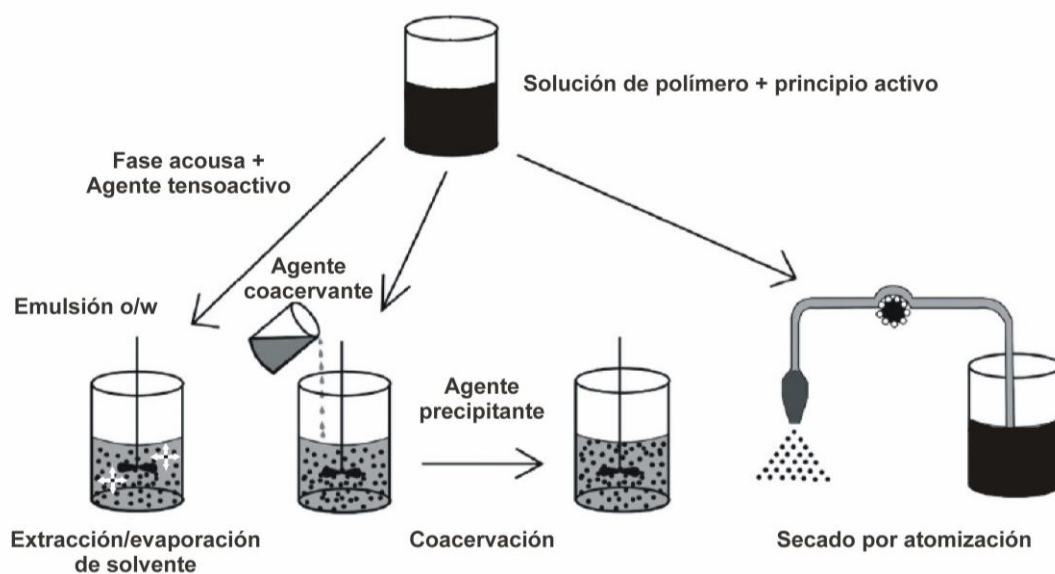 Solución de polímero + principio activo
Fase acousa +
Agente tensoactivo
Agente
coacervante
Emulsión o/w
Agente
precipitante
Extracción/evaporación
de solvente
Coacervación
Secado por atomización